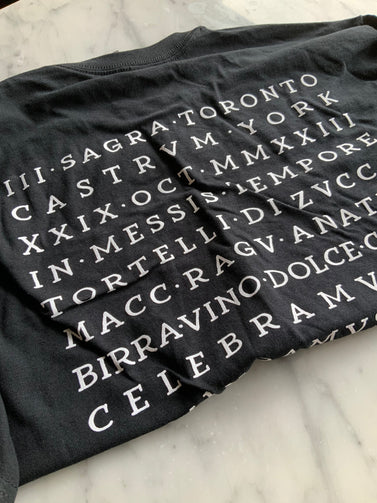 III·SAGRA·TORONTO
CASTRVM YORK
XXIX·OCT·MMXXIII
IN·MESSIS·TEMPORE
TORTELLI·DI·ZVCC
MACC·RAGV·ANAT
BIRRA·VINO·DOLCE·C
CELEBRAMV